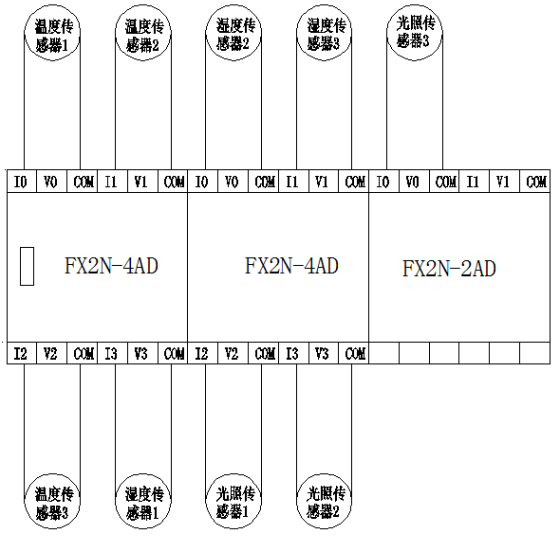 温度传
感器1
温度传
感器2
湿度传
感器2
湿度传
感器3
光照传
感器3
I0 V0 COM I1 V1 COM I0 V0 COM I1 V1 COM I0 V0 COM I1 V1 COM
FX2N-4AD FX2N-4AD FX2N-2AD
I2 V2 COM I3 V3 COM I2 V2 COM I3 V3 COM
温度传
感器3
湿度传
感器1
光照传
感器1
光照传
感器2